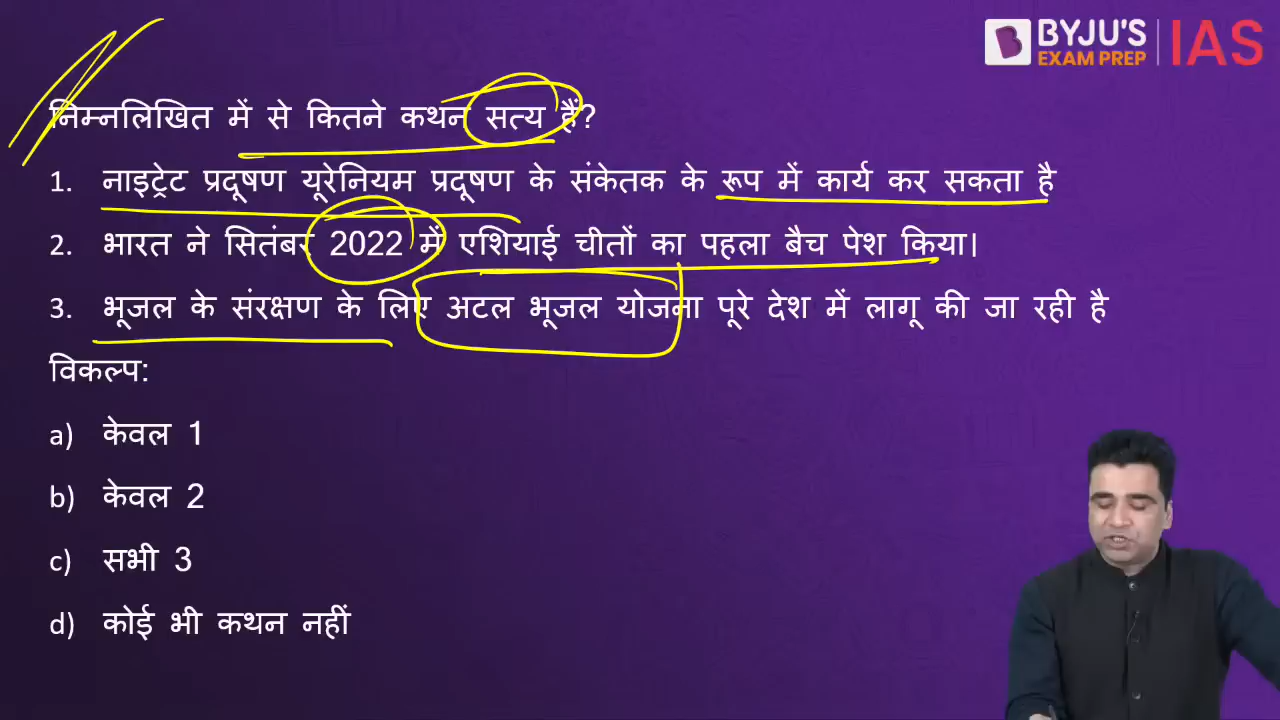 BYJU'S
EXAM PREP
IAS
निम्नलिखित में से कितने कथन सत्य हैं?
1. नाइट्रेट प्रदूषण यूरेनियम प्रदूषण के संकेतक के रूप में कार्य कर सकता है
2. भारत ने सितंबर 2022 में एशियाई चीतों का पहला बैच पेश किया।
3. भूजल के संरक्षण के लिए अटल भूजल योजना पूरे देश में लागू की जा रही है
विकल्प:
a) केवल 1
b) केवल 2
c) सभी 3
d) कोई भी कथन नहीं